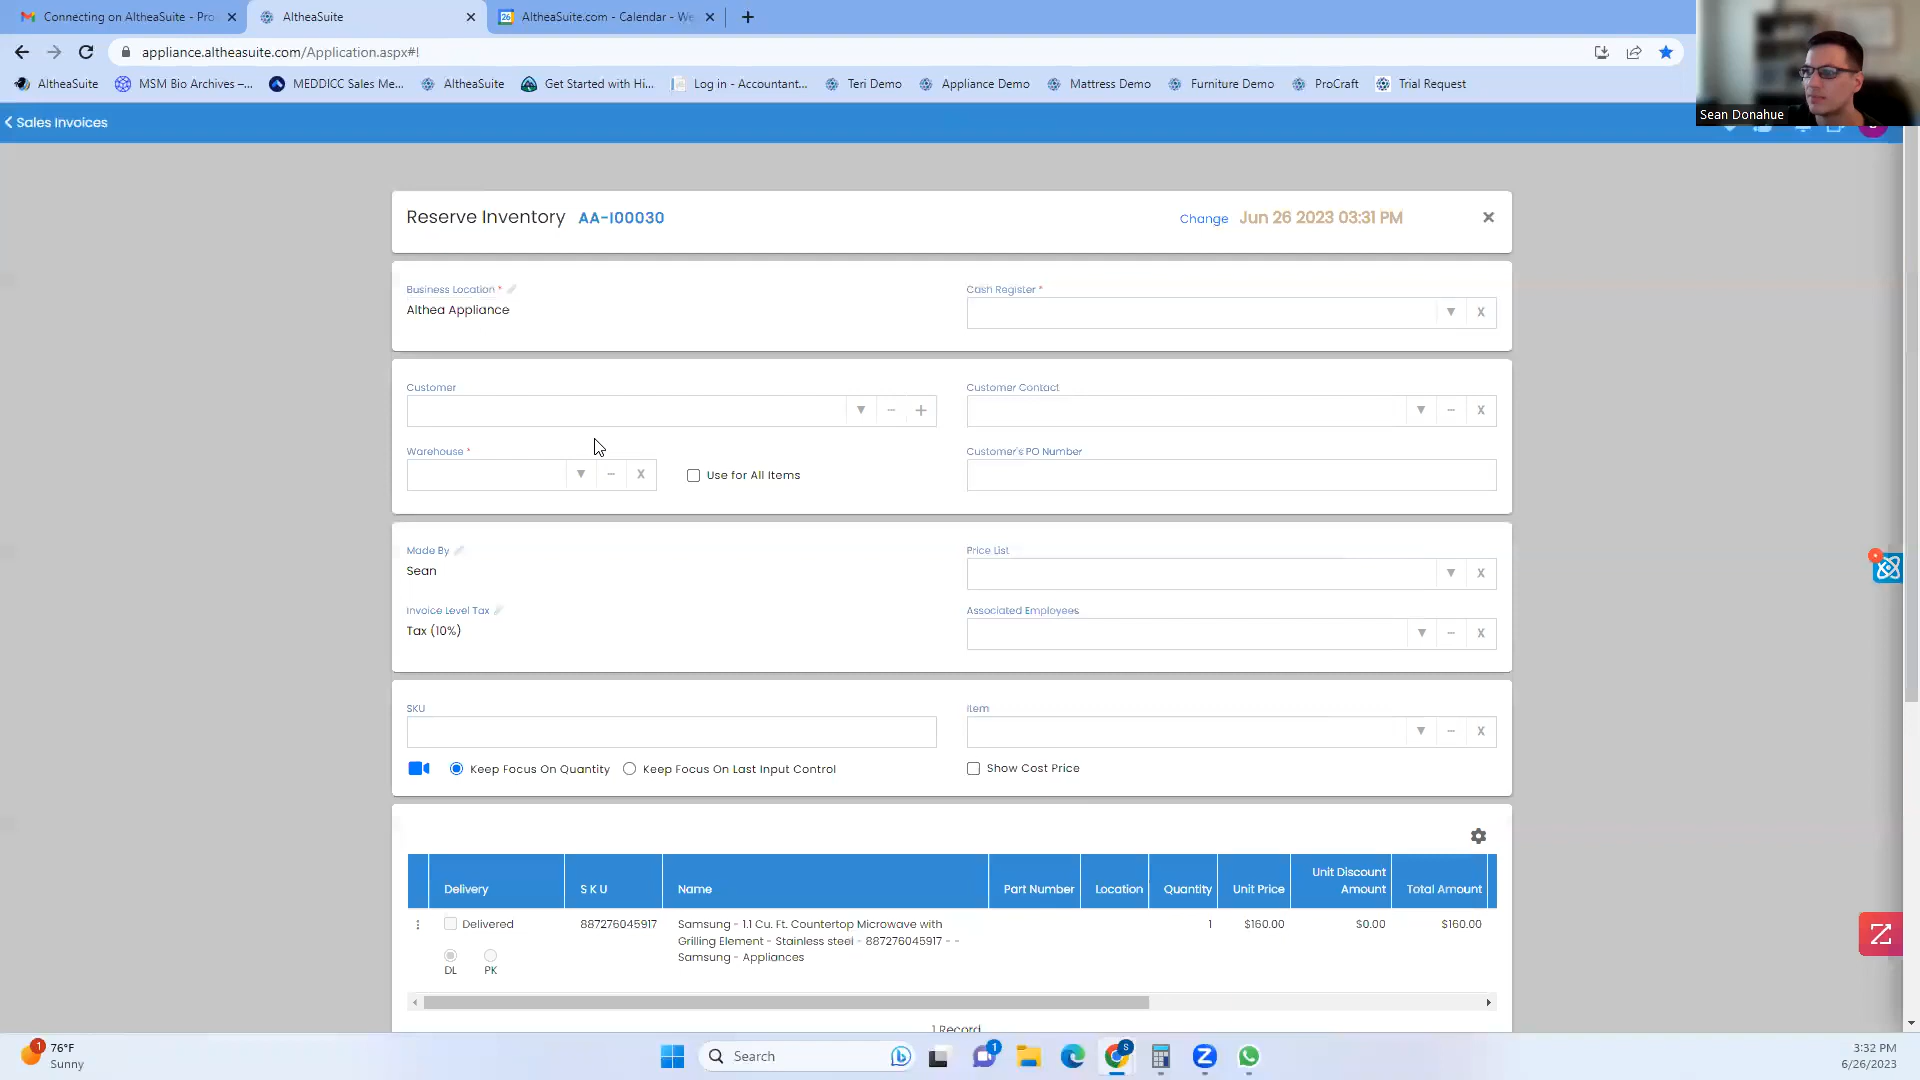 Connecting on AltheaSuite - Pro
AltheaSuite
AltheaSuite.com - Calendar - We
appliance.altheasuite.com/Application.aspx#!
AltheaSuite
MSM Bio Archives –...
MEDDICC Sales Me...
AltheaSuite
Get Started with Hi...
Log in - Accountant...
Teri Demo
Appliance Demo
Mattress Demo
Furniture Demo
ProCraft
Trial Request
Sean Donahue
Sales Invoices
Reserve Inventory AA-I00030
Change Jun 26 2023 03:31 PM
Business Location *
Althea Appliance
Cash Register *
Customer
Customer Contact
Warehouse *
Use for All Items
Customer's PO Number
Made By
Sean
Price List
Invoice Level Tax
Tax (10%)
Associated Employees
SKU
Item
Keep Focus On Quantity
Keep Focus On Last Input Control
Show Cost Price
Delivery
S K U
Name
Part Number
Location
Quantity
Unit Price
Unit Discount
Amount
Total Amount
Delivered
DL
PK
887276045917
Samsung - 1.1 Cu. Ft. Countertop Microwave with
Grilling Element - Stainless steel - 887276045917 - -
Samsung - Appliances
1
$160.00
$0.00
$160.00
1 Record
76°F
Sunny
Search
3:32 PM
6/26/2023